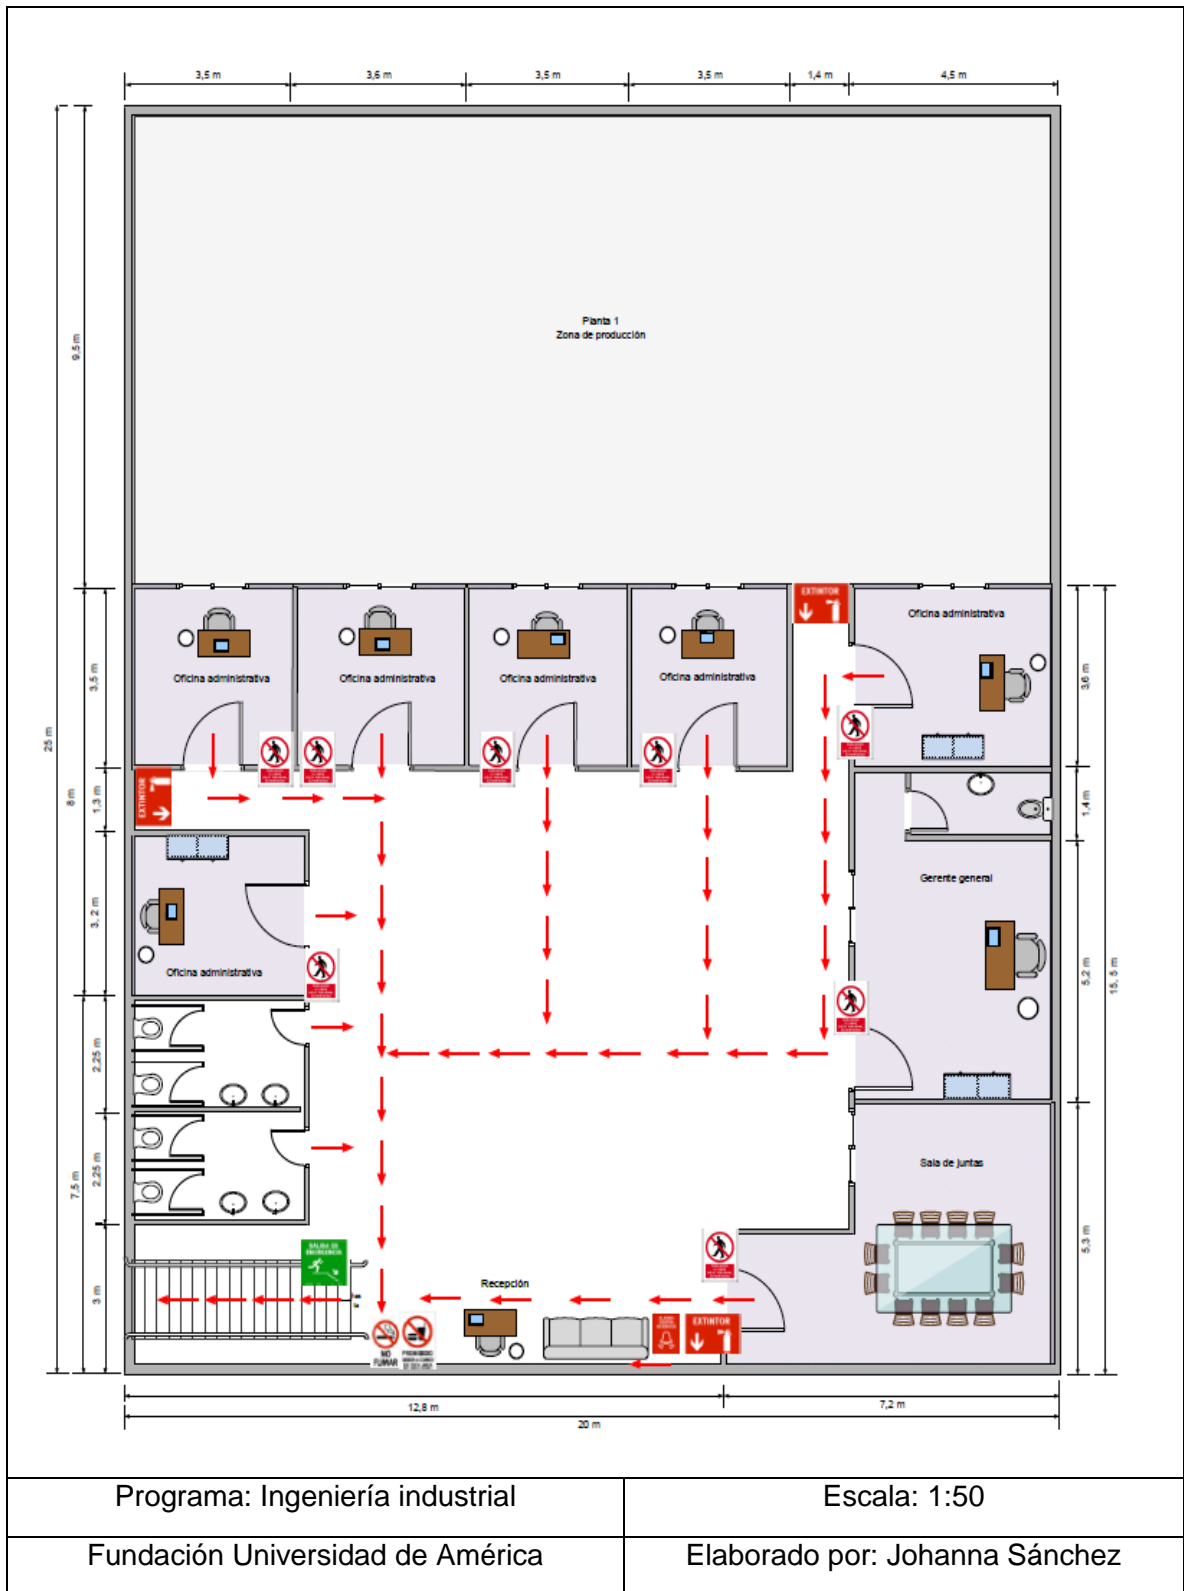 3,5 m
3,6 m
3,5 m
3,5 m
1,4 m
4,5 m
Planta 1
Zona de producción
9,5 m
25 m
8 m
3,5 m
1,3 m
3, 2 m
7,5 m
2,25 m
2,25 m
3 m
EXTINTOR
Oficina administrativa
Oficina administrativa
Oficina administrativa
Oficina administrativa
Oficina administrativa
3,6 m
1,4 m
5,2 m
15, 5 m
5,3 m
EXTINTOR
Gerente general
Oficina administrativa
Sala de juntas
SALIDA DE
EMERGENCIA
Recepción
NO
FUMAR
PROHIBIDO
EXTINTOR
12,8 m
7,2 m
20 m
Programa: Ingeniería industrial
Escala: 1:50
Fundación Universidad de América
Elaborado por: Johanna Sánchez